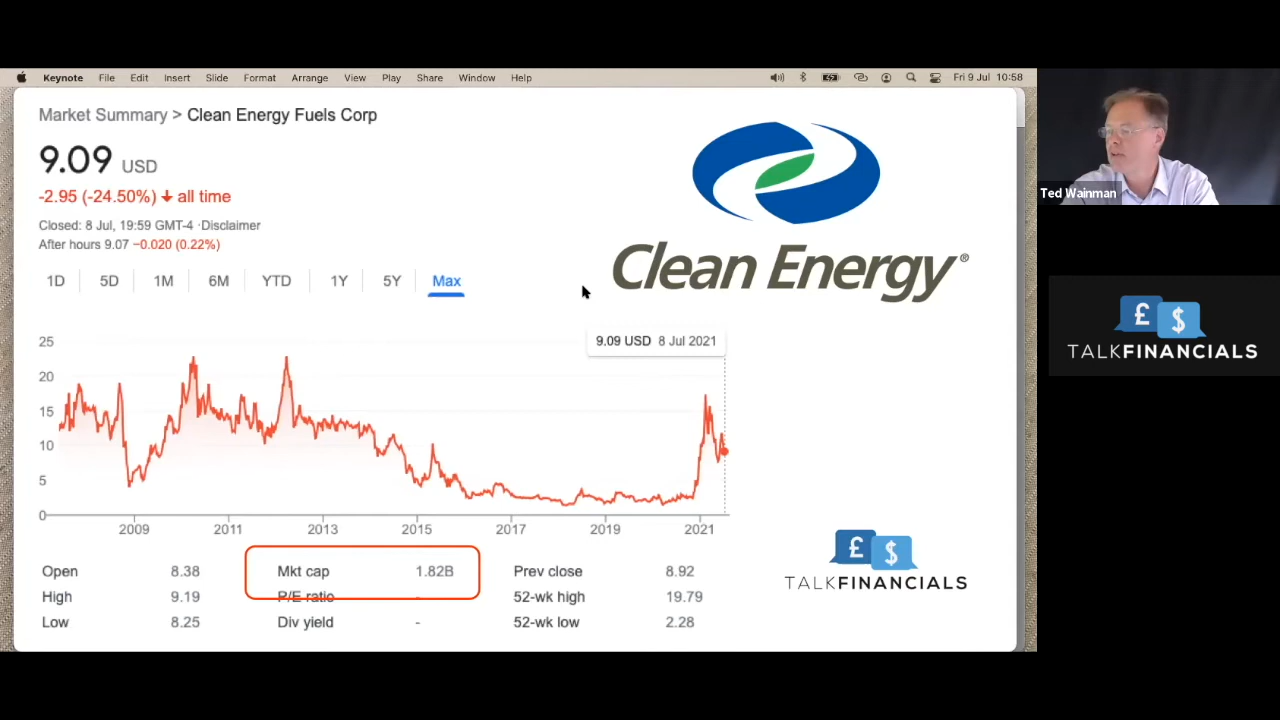 Keynote File Edit Insert Slide Format Arrange View Play Share Window Help Fri 9 Jul 10:58
Market Summary > Clean Energy Fuels Corp
9.09 USD
-2.95 (-24.50%) ↓ all time
Closed: 8 Jul, 19:59 GMT-4 ·Disclaimer
After hours 9.07 −0.020 (0.22%)
1D 5D 1M 6M YTD 1Y 5Y Max
Clean Energy®
9.09 USD 8 Jul 2021
25
20
15
10
5
0
2009 2011 2013 2015 2017 2019 2021
Open 8.38 Mkt cap 1.82B Prev close 8.92
High 9.19 P/E ratio - 52-wk high 19.79
Low 8.25 Div yield - 52-wk low 2.28
£ $
TALKFINANCIALS
Ted Wainman
£ $
TALKFINANCIALS